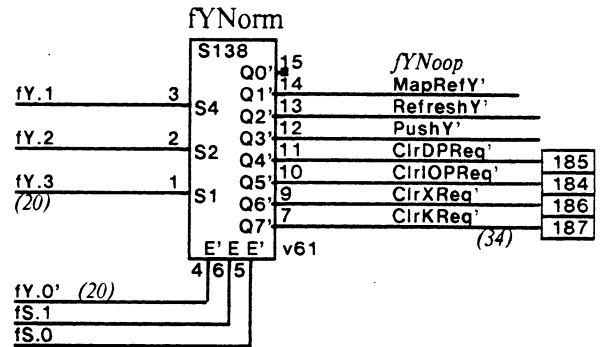 fYNorm
S138
15 fYNoop
Q0'
14 MapRefY'
Q1'
13 RefreshY'
fY.1 3 S4 Q2'
12 PushY'
Q3'
11 ClrDPReq'
fY.2 2 S2 Q4' 185
10 ClrIOPReq'
Q5' 184
fY.3 1 S1
9 ClrXReq'
(20) Q6' 186
7 ClrKReq'
Q7' (34) 187
E' E E' v61
4 6 5
fY.0' (20)
fS.1
fS.0